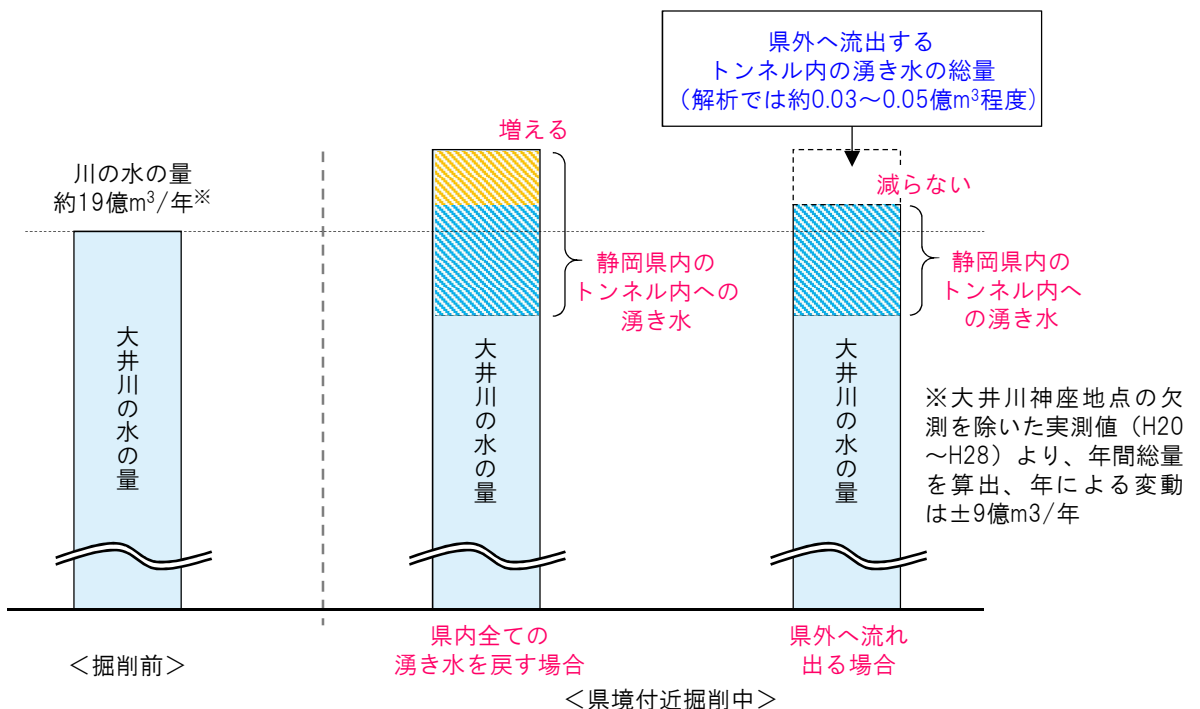 県外へ流出する
トンネル内の湧き水の総量
（解析では約0.03～0.05億m³程度）
増える
川の水の量
約19億m³/年※
減らない
静岡県内の
トンネル内への
湧き水
静岡県内の
トンネル内へ
の湧き水
大井川の水の量
大井川の水の量
大井川の水の量
※大井川神座地点の欠
測を除いた実測値（H20
～H28）より、年間総量
を算出、年による変動
は±9億m3/年
＜掘削前＞
県内全ての
湧き水を戻す場合
県外へ流れ
出る場合
＜県境付近掘削中＞